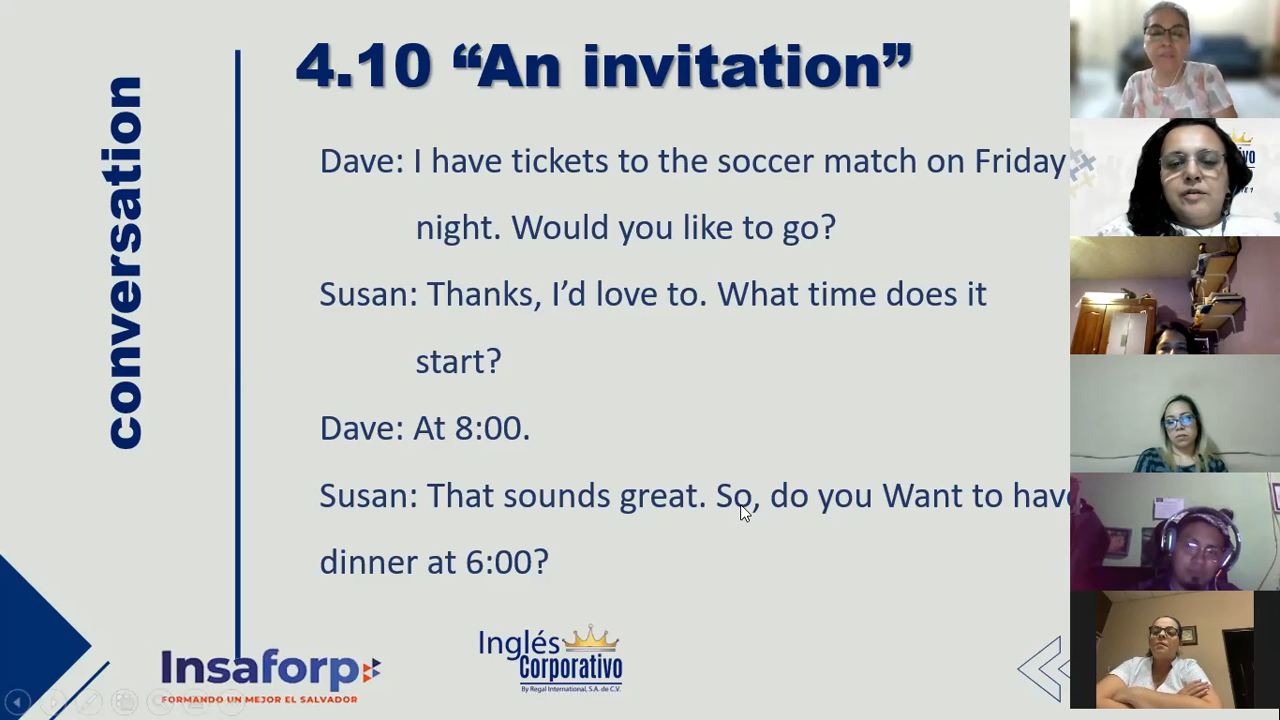 4.10 “An invitation”
conversation
Dave: I have tickets to the soccer match on Friday
night. Would you like to go?
Susan: Thanks, I’d love to. What time does it
start?
Dave: At 8:00.
Susan: That sounds great. So, do you Want to have
dinner at 6:00?
Insaforp
FORMANDO UN MEJOR EL SALVADOR
Inglés
Corporativo
By Regal International, S.A. de C.V.